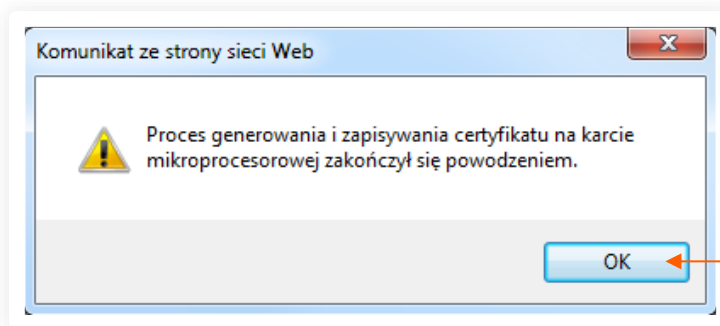 Komunikat ze strony sieci Web
Proces generowania i zapisywania certyfikatu na karcie
mikroprocesorowej zakończył się powodzeniem.
OK